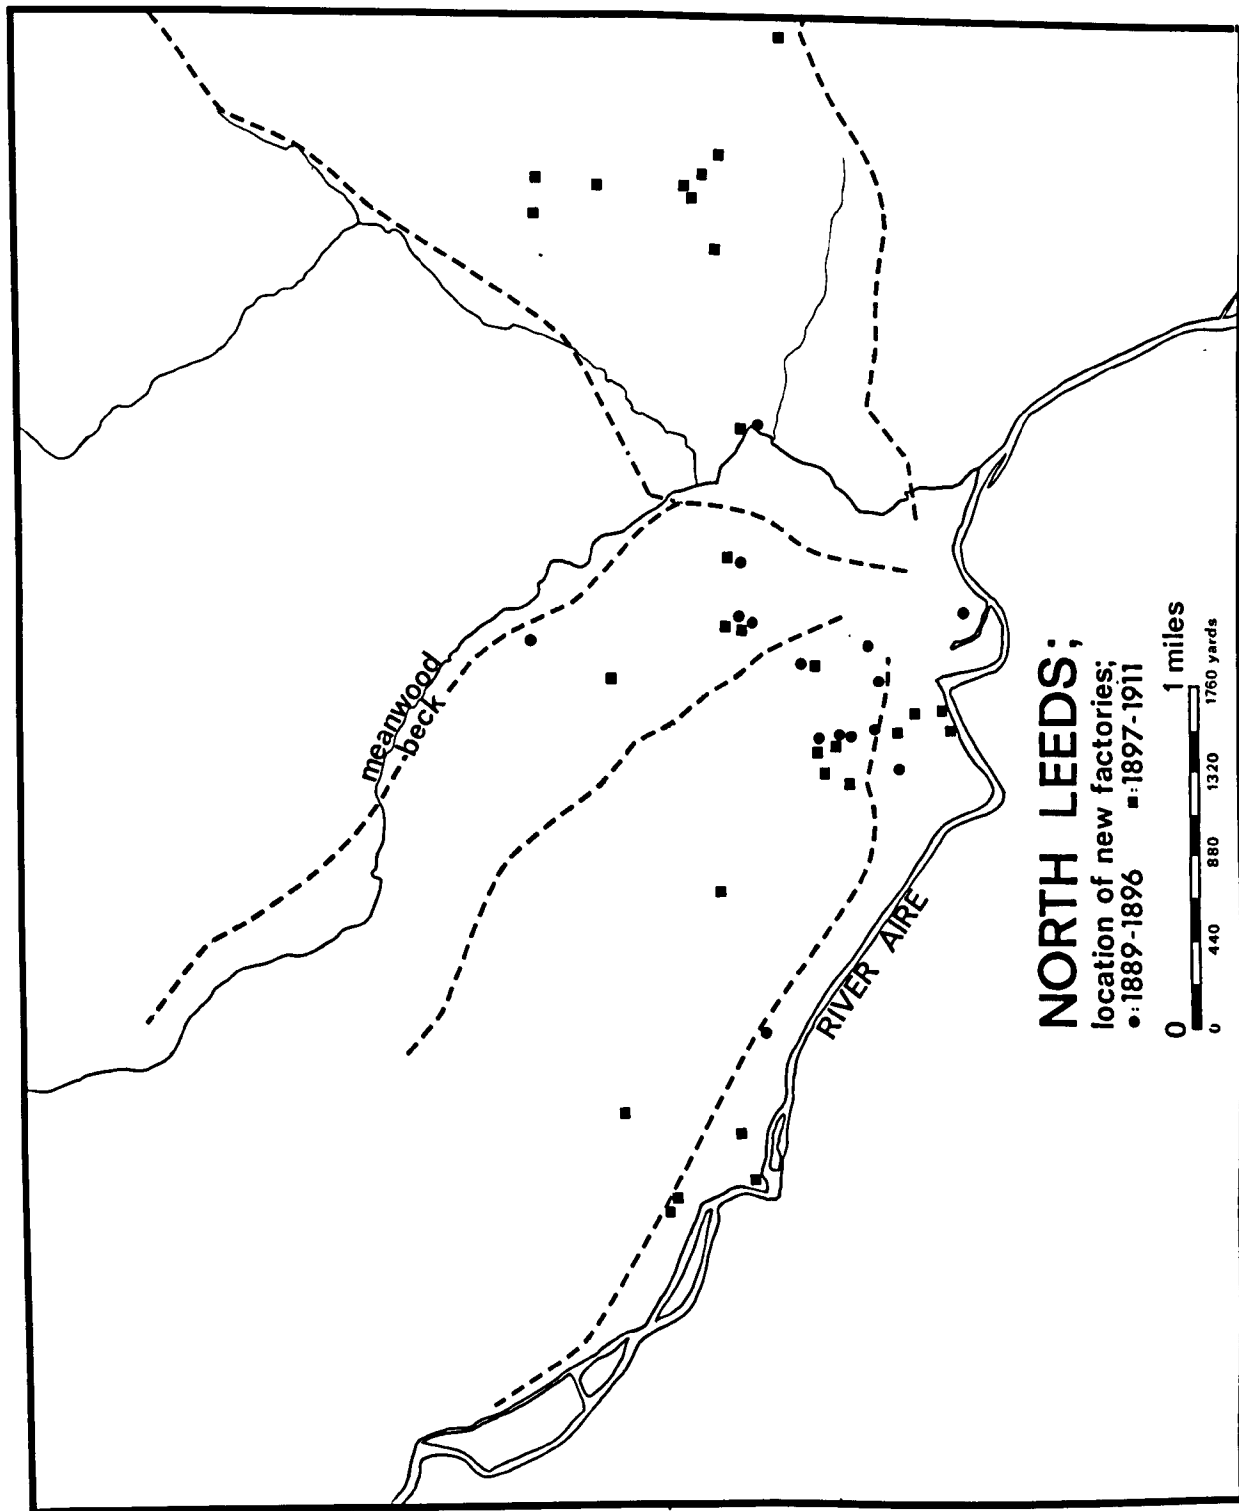 meanwood
beck
RIVER AIRE
NORTH LEEDS;
location of new factories;
●:1889-1896 ■:1897-1911
0 1 miles
0 440 880 1320 1760 yards